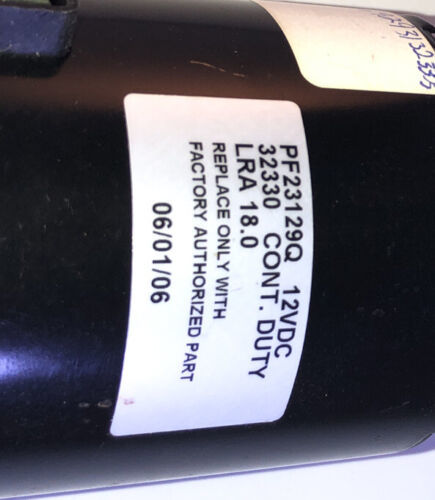 PF23129Q 12VDC
32330 CONT. DUTY
LRA 18.0
REPLACE ONLY WITH
FACTORY AUTHORIZED PART
06/01/06